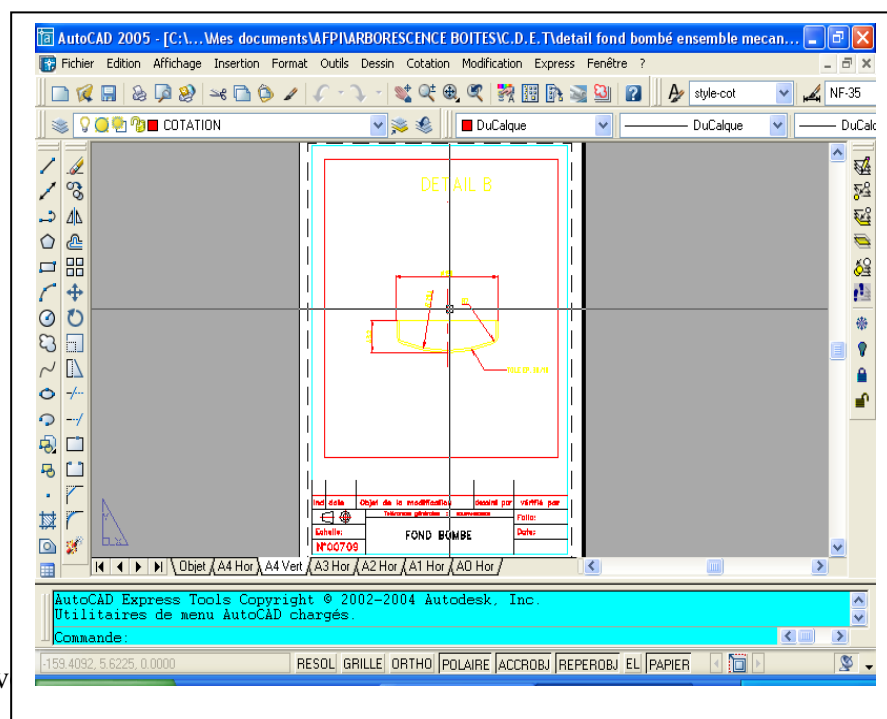 AutoCAD 2005 - [C:\...\Mes documents\AFPI\ARBORESCENCE BOITES\C.D.E.T\detail fond bombé ensemble mecan...
Fichier Edition Affichage Insertion Format Outils Dessin Cotation Modification Express Fenêtre ?
style-cot NF-35
COTATION DuCalque DuCalque DuCalq
DETAIL B
Ind date Objet de la modification dessiné par vérifié par
Tolérances générales :
Folio:
Echelle: FOND BOMBE Date:
N°00709
Objet A4 Hor A4 Vert A3 Hor A2 Hor A1 Hor A0 Hor
AutoCAD Express Tools Copyright © 2002-2004 Autodesk, Inc.
Utilitaires de menu AutoCAD chargés.
Commande:
-159.4092, 5.6225, 0.0000 RESOL GRILLE ORTHO POLAIRE ACCROBJ REPEROBJ EL PAPIER